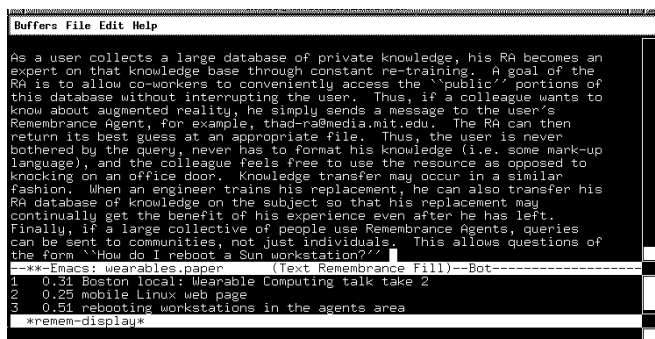 Buffers File Edit Help
As a user collects a large database of private knowledge, his RA becomes an
expert on that knowledge base through constant re-training.  A goal of the
RA is to allow co-workers to conveniently access the ``public'' portions of
this database without interrupting the user.  Thus, if a colleague wants to
know about augmented reality, he simply sends a message to the user's
Remembrance Agent, for example, thad-ra@media.mit.edu.  The RA can then
return its best guess at an appropriate file.  Thus, the user is never
bothered by the query, never has to format his knowledge (i.e. some mark-up
language), and the colleague feels free to use the resource as opposed to
knocking on an office door.  Knowledge transfer may occur in a similar
fashion.  When an engineer trains his replacement, he can also transfer his
RA database of knowledge on the subject so that his replacement may
continually get the benefit of his experience even after he has left.
Finally, if a large collective of people use Remembrance Agents, queries
can be sent to communities, not just individuals.  This allows questions of
the form ``How do I reboot a Sun workstation?''
--**-Emacs: wearables.paper      (Text Remembrance Fill)--Bot--------------------
1   0.31 Boston local: Wearable Computing talk take 2
2   0.25 mobile Linux web page
3   0.51 rebooting workstations in the agents area
*remem-display*